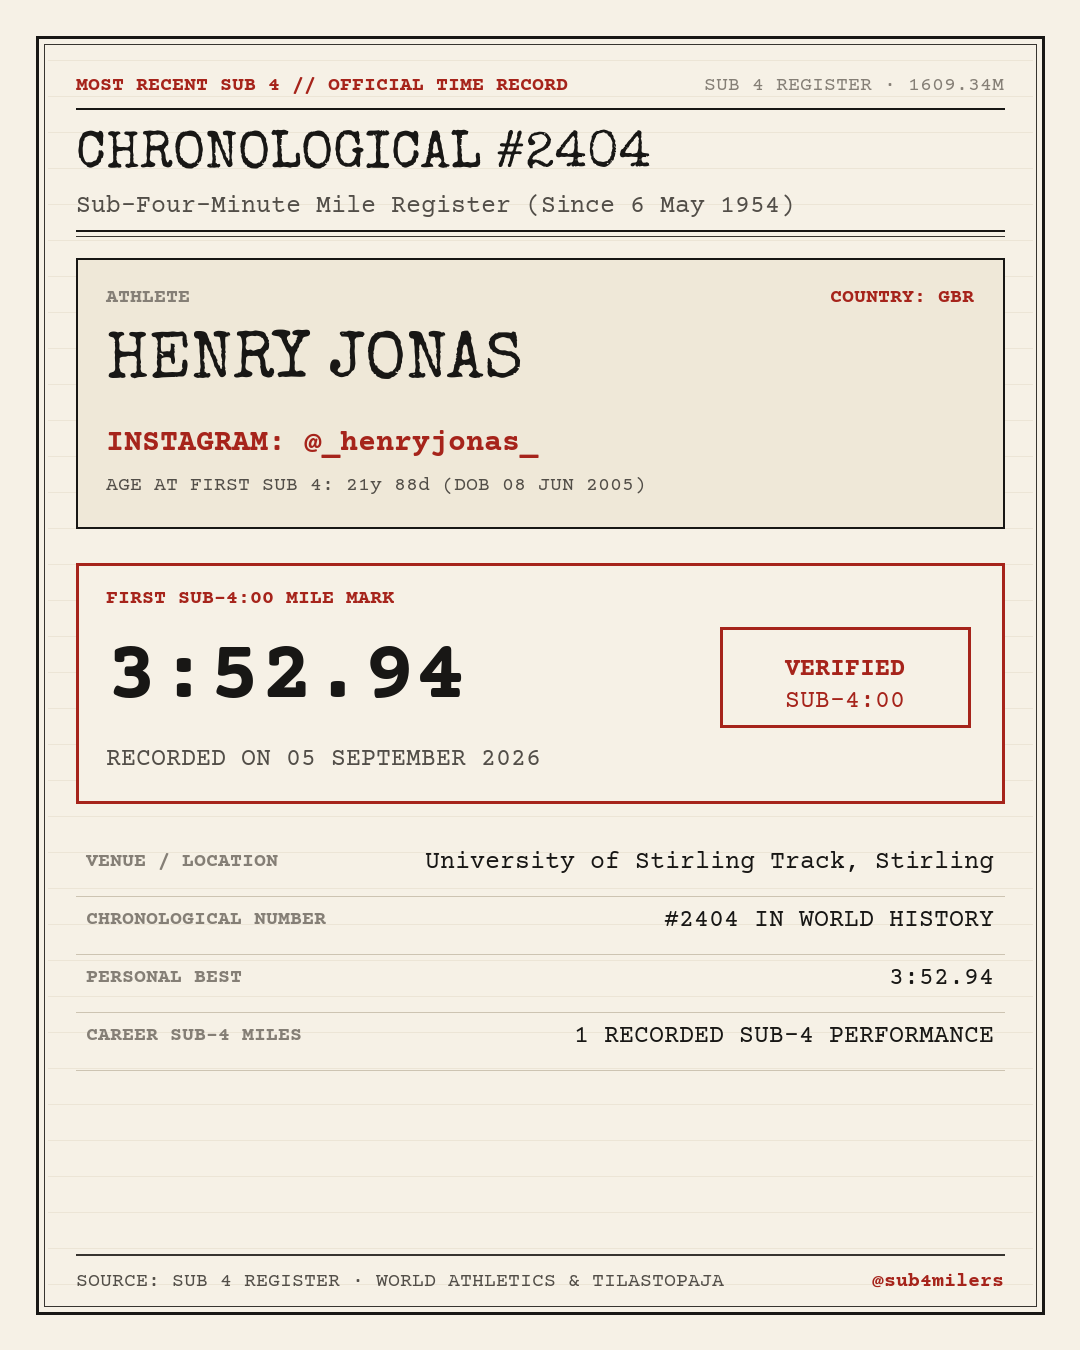 MOST RECENT SUB 4 // OFFICIAL TIME RECORD
SUB 4 REGISTER · 1609.34M
CHRONOLOGICAL #2404
Sub-Four-Minute Mile Register (Since 6 May 1954)
ATHLETE
COUNTRY: GBR
HENRY JONAS
INSTAGRAM: @_henryjonas_
AGE AT FIRST SUB 4: 21y 88d (DOB 08 JUN 2005)
FIRST SUB-4:00 MILE MARK
3:52.94
VERIFIED
SUB-4:00
RECORDED ON 05 SEPTEMBER 2026
VENUE / LOCATION
University of Stirling Track, Stirling
CHRONOLOGICAL NUMBER
#2404 IN WORLD HISTORY
PERSONAL BEST
3:52.94
CAREER SUB-4 MILES
1 RECORDED SUB-4 PERFORMANCE
SOURCE: SUB 4 REGISTER · WORLD ATHLETICS & TILASTOPAJA
@sub4milers